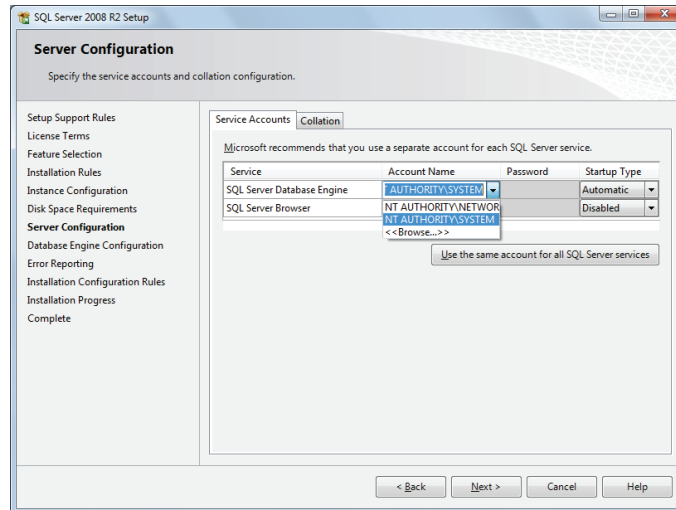 SQL Server 2008 R2 Setup
Server Configuration
Specify the service accounts and collation configuration.
Setup Support Rules
License Terms
Feature Selection
Installation Rules
Instance Configuration
Disk Space Requirements
Server Configuration
Database Engine Configuration
Error Reporting
Installation Configuration Rules
Installation Progress
Complete
Service Accounts Collation
Microsoft recommends that you use a separate account for each SQL Server service.
Service Account Name Password Startup Type
SQL Server Database Engine AUTHORITY\SYSTEM Automatic
SQL Server Browser NT AUTHORITY\NETWOR Disabled
NT AUTHORITY\SYSTEM
<<Browse...>>
Use the same account for all SQL Server services
< Back Next > Cancel Help